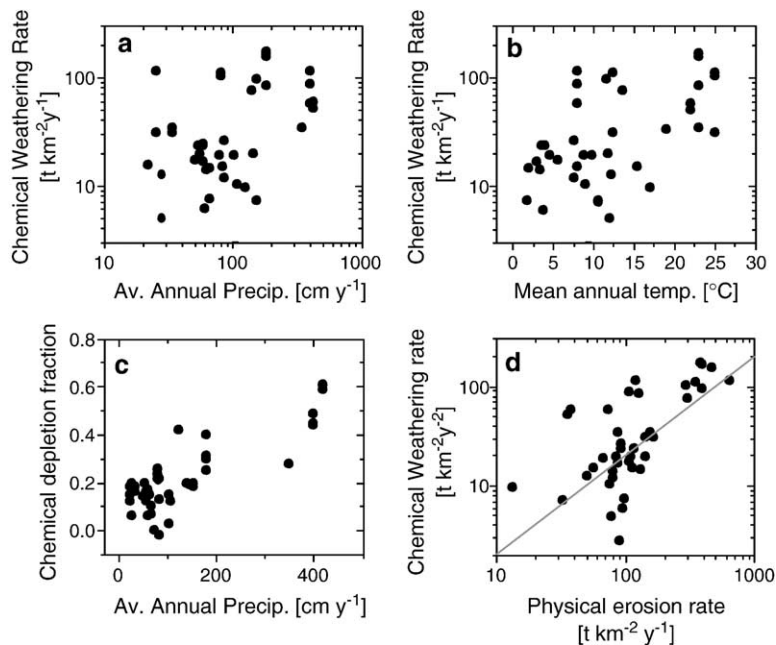 a
Chemical Weathering Rate
[t km-2y-1]
100
10
10
100
1000
Av. Annual Precip. [cm y-1]
b
Chemical Weathering Rate
[t km-2y-1]
100
10
0 5 10 15 20 25 30
Mean annual temp. [°C]
c
Chemical depletion fraction
0.8
0.6
0.4
0.2
0.0
0
200
400
Av. Annual Precip. [cm y-1]
d
Chemical Weathering rate
[t km-2y-2]
100
10
10
100
1000
Physical erosion rate
[t km-2 y-1]